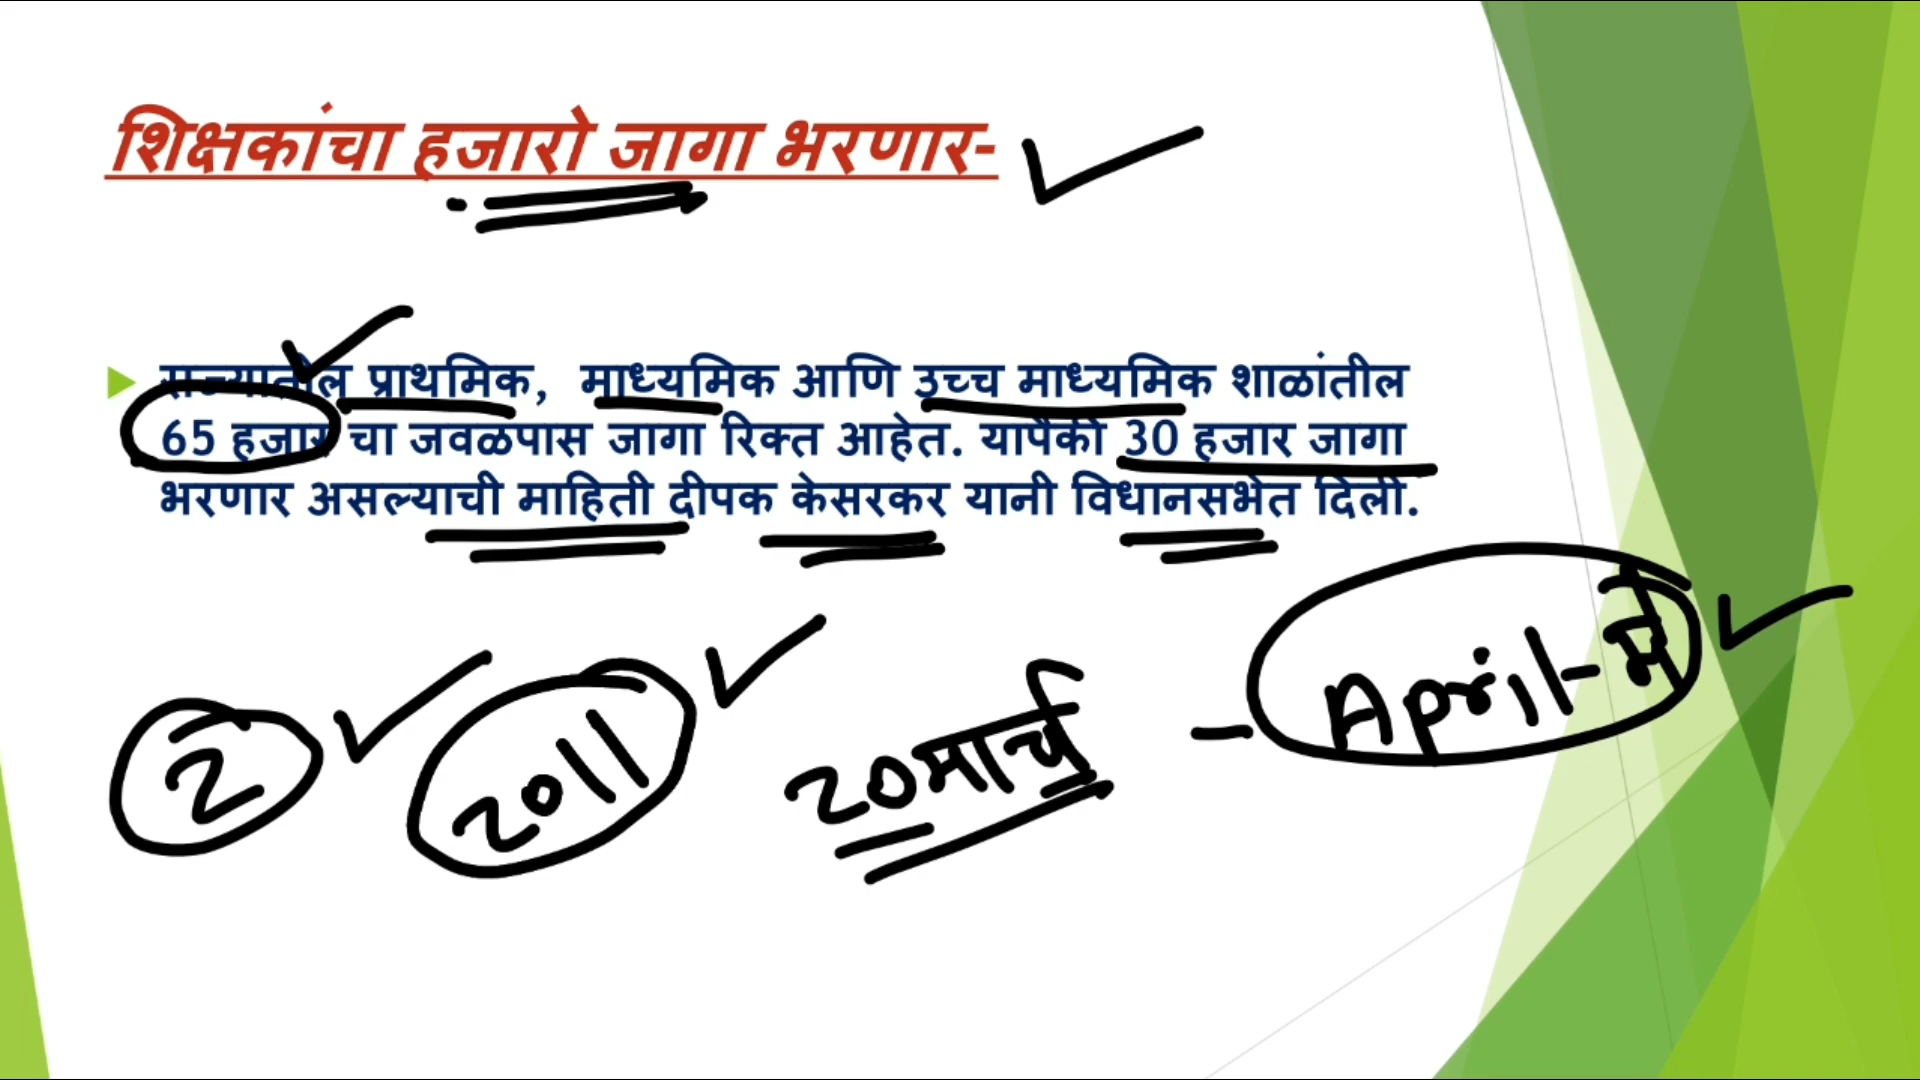 शिक्षकांचा हजारो जागा भरणार-
राज्यातील प्राथमिक, माध्यमिक आणि उच्च माध्यमिक शाळांतील
65 हजार चा जवळपास जागा रिक्त आहेत. यापैकी 30 हजार जागा
भरणार असल्याची माहिती दीपक केसरकर यानी विधानसभेत दिली.
2 2011 20मार्च - April-मे